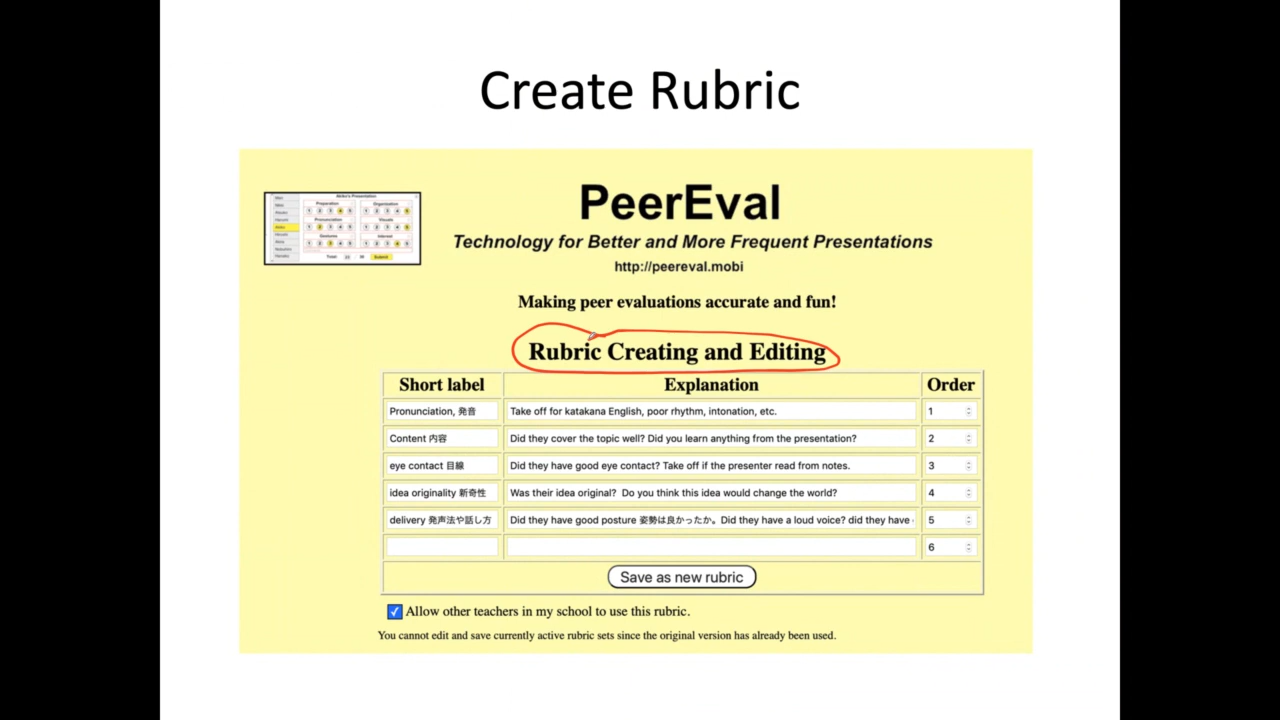 Create Rubric
PeerEval
Technology for Better and More Frequent Presentations
http://peereval.mobi
Making peer evaluations accurate and fun!
Rubric Creating and Editing
Short label Explanation Order
Pronunciation, 発音 Take off for katakana English, poor rhythm, intonation, etc. 1
Content 内容 Did they cover the topic well? Did you learn anything from the presentation? 2
eye contact 目線 Did they have good eye contact? Take off if the presenter read from notes. 3
idea originality 新奇性 Was their idea original? Do you think this idea would change the world? 4
delivery 発声法や話し方 Did they have good posture 姿勢は良かったか。Did they have a loud voice? did they have 5
6
Save as new rubric
Allow other teachers in my school to use this rubric.
You cannot edit and save currently active rubric sets since the original version has already been used.